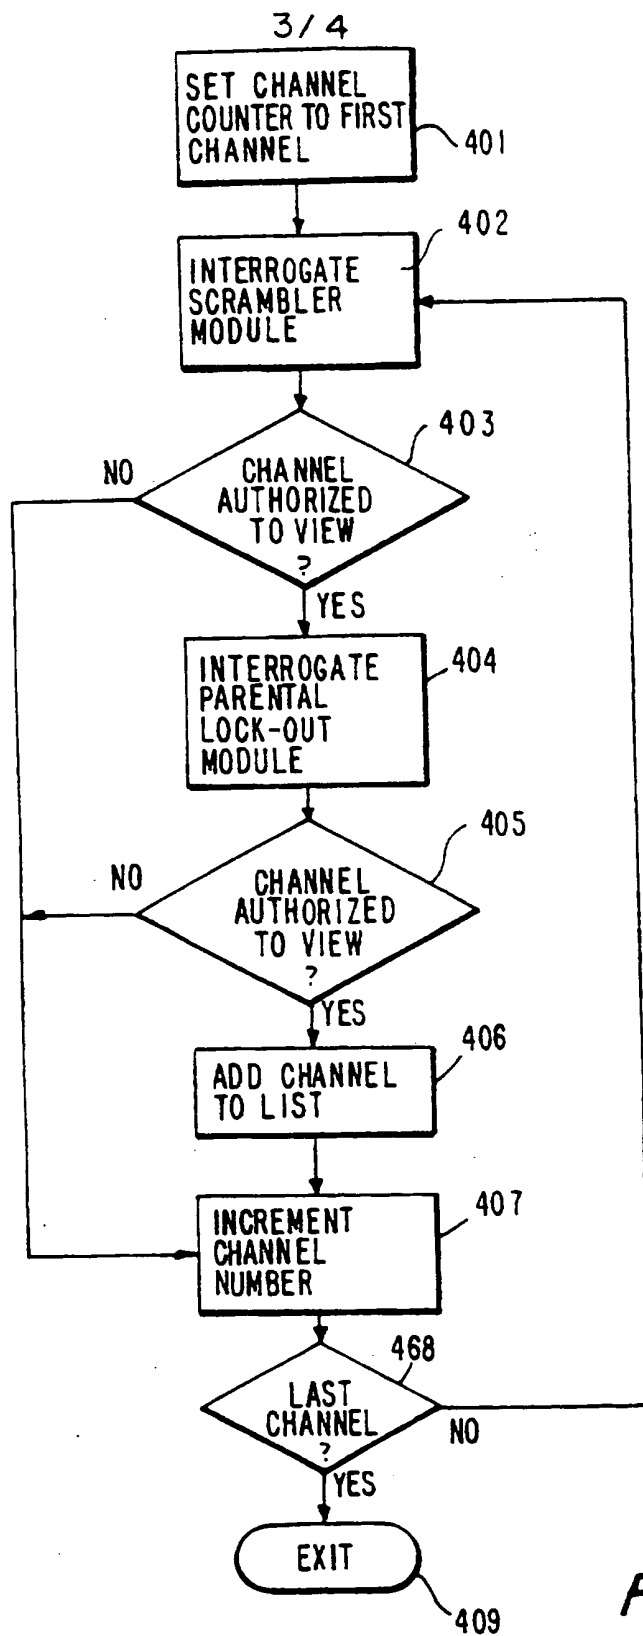 3/4
SET CHANNEL
COUNTER TO FIRST
CHANNEL
401
402
INTERROGATE
SCRAMBLER
MODULE
403
NO
CHANNEL
AUTHORIZED
TO VIEW
?
YES
INTERROGATE
PARENTAL
LOCK-OUT
MODULE
404
405
NO
CHANNEL
AUTHORIZED
TO VIEW
?
YES
406
ADD CHANNEL
TO LIST
INCREMENT
CHANNEL
NUMBER
407
468
LAST
CHANNEL
?
NO
YES
EXIT
409